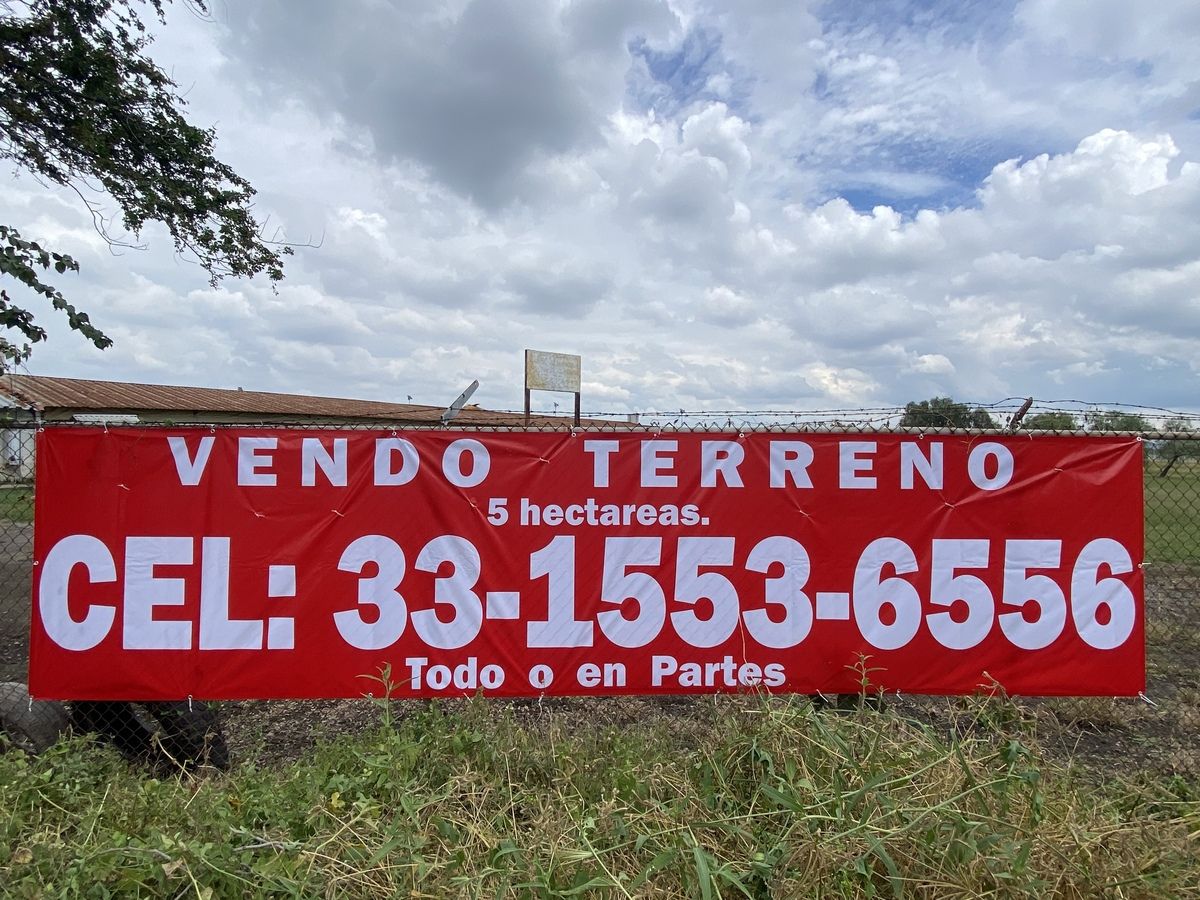 VENDO TERRENO
5 hectareas.
CEL: 33-1553-6556
Todo o en Partes